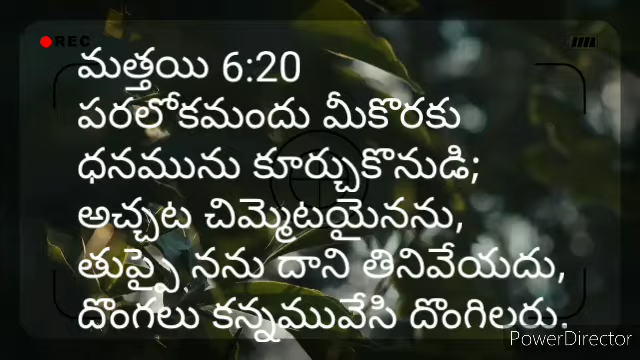 REC
మత్తయి 6:20
పరలోకమందు మీకొరకు
ధనమును కూర్చుకొనుడి;
అచ్చట చిమ్మెటయైనను,
తుప్పై నను దాని తినివేయదు,
దొంగలు కన్నమువేసి దొంగిలరు.
PowerDirector